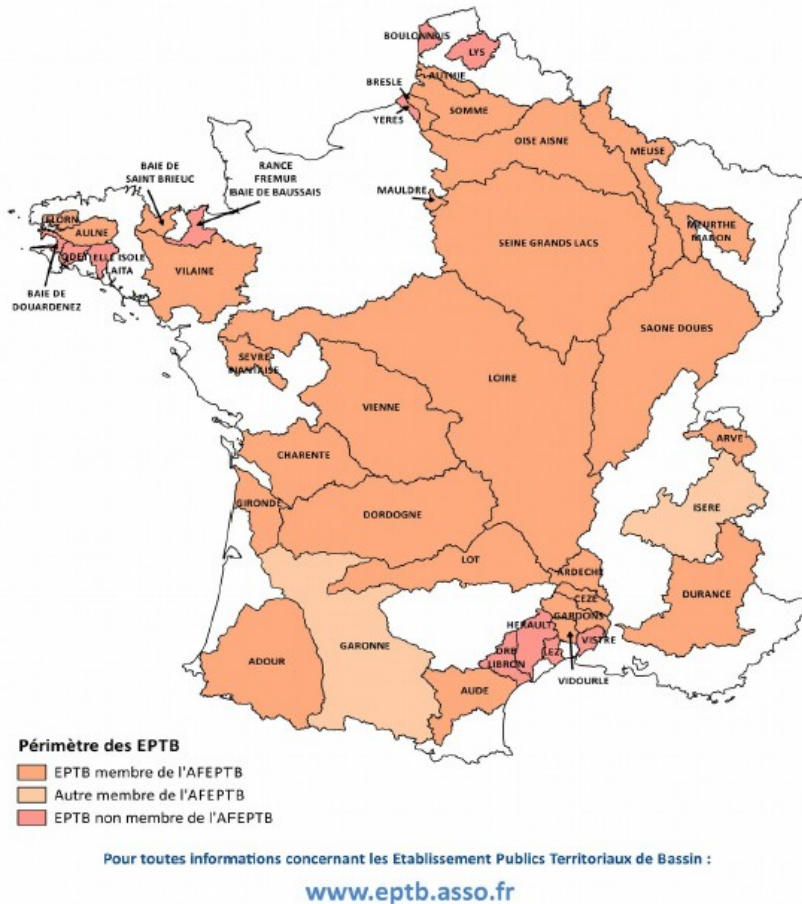 BOULONNAIS
LYS
AUTHIE
BRESLE
SOMME
YERES
OISE AISNE
MEUSE
BAIE DE
SAINT BRIEUC
RANCE
FREMUR
BAIE DE BAUSSAIS
MAULDRE
ELORN
AULNE
SEINE GRANDS LACS
MEURTHE
MADON
ODET
ELLE ISOLE
LAITA
VILAINE
BAIE DE
DOUARDENEZ
SAONE DOUBS
SEVRE
NANTAISE
LOIRE
VIENNE
ARVE
CHARENTE
ISERE
GIRONDE
DORDOGNE
LOT
ARDECHE
DURANCE
CEZE
GARDONS
HERAULT
VISTRE
GARONNE
ORB
LIBRON
LEZ
ADOUR
VIDOURLE
AUDE
Périmètre des EPTB
EPTB membre de l'AFEPTB
Autre membre de l'AFEPTB
EPTB non membre de l'AFEPTB
Pour toutes informations concernant les Etablissement Publics Territoriaux de Bassin :
www.eptb.asso.fr